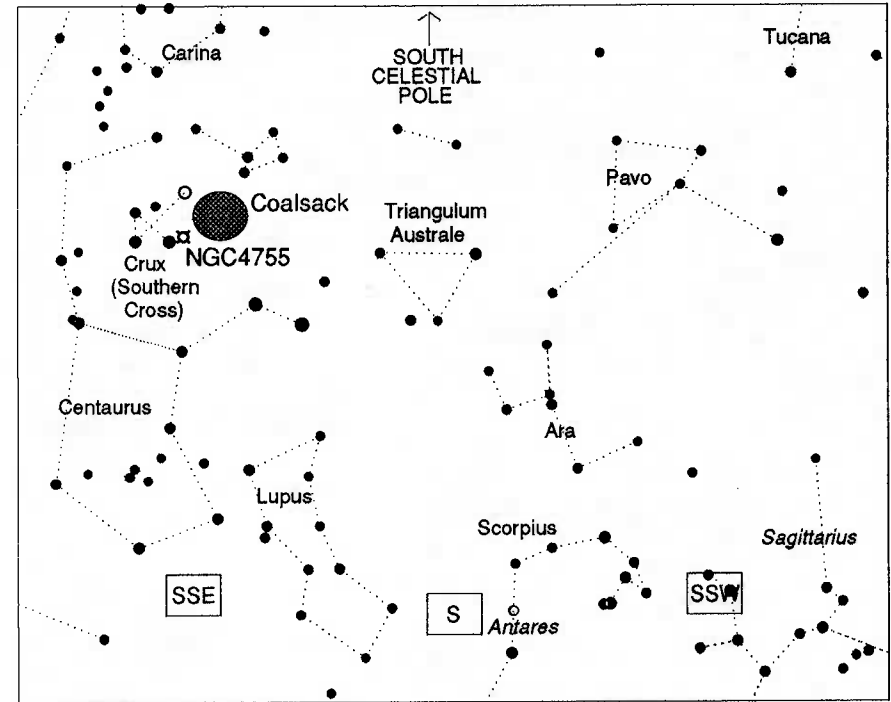 Carina
SOUTH
CELESTIAL
POLE
Tucana
Coalsack
Pavo
Triangulum
Australe
NGC4755
Crux
(Southern
Cross)
Centaurus
Ara
Lupus
Scorpius
Sagittarius
SSE
S
Antares
SSW